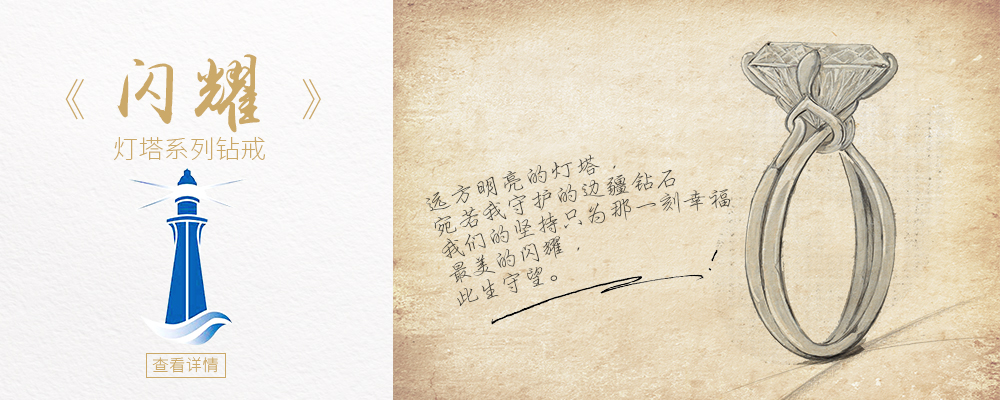 《闪耀》
灯塔系列钻戒
查看详情
远方明亮的灯塔，
宛若我守护的边疆钻石
我们的坚持只为那一刻幸福
最美的闪耀，
此生守望。
!